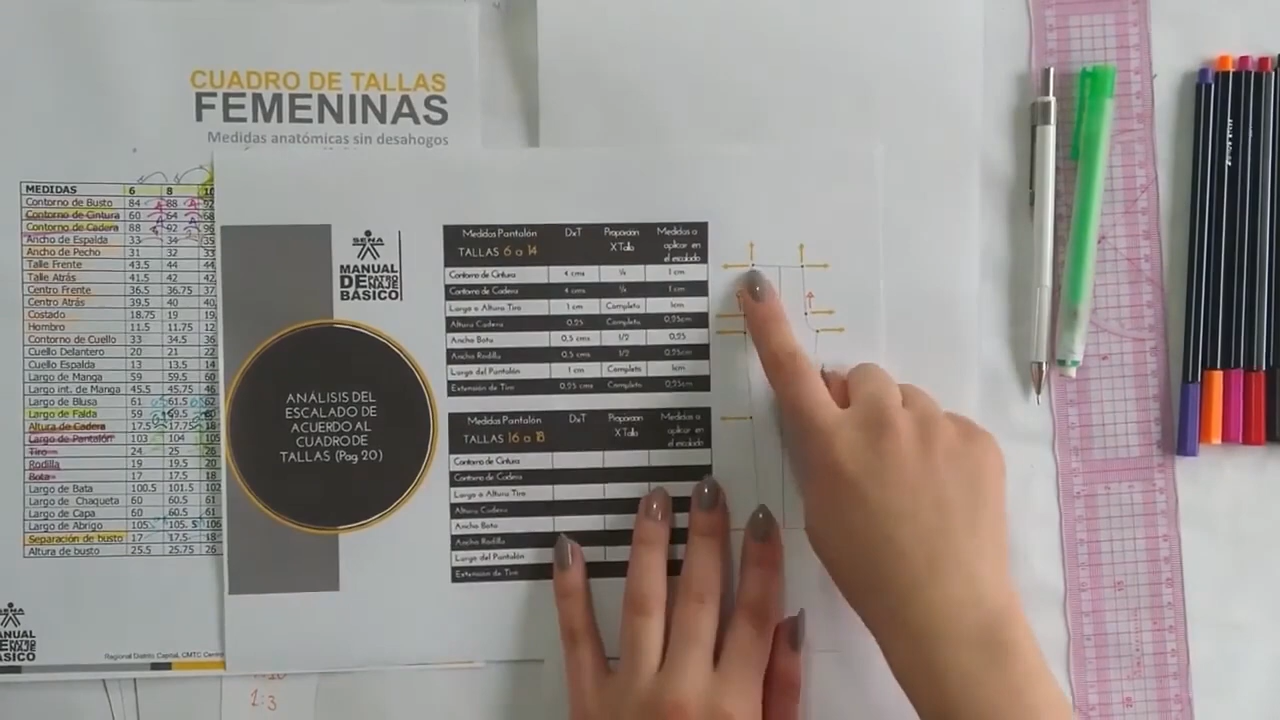 CUADRO DE TALLAS
FEMENINAS
Medidas anatómicas sin desahogos
MEDIDAS 6 8 10
Contorno de Busto 84 88 92
Contorno de Cintura 60 64 68
Contorno de Cadera 88 92 96
Ancho de Espalda 33 34 35
Ancho de Pecho 31 32 33
Talle Frente 43.5 44 44
Talle Atrás 41.5 42 42
Centro Frente 36.5 36.75 37
Centro Atrás 39.5 40 40
Costado 18.75 19 19
Hombro 11.5 11.75 12
Contorno de Cuello 33 34.5 36
Cuello Delantero 20 21 22
Cuello Espalda 13 13.5 14
Largo de Manga 59 59.5 60
Largo int. de Manga 45.5 45.75 46
Largo de Blusa 61 61.5 62
Largo de Falda 59 59.5 60
Altura de Cadera 17.5 17.75 18
Largo de Pantalón 103 104 105
Tiro 24 25 26
Rodilla 19 19.5 20
Bota 17 17.5 18
Largo de Bata 100.5 101.5 102
Largo de Chaqueta 60 60.5 61
Largo de Capa 60 60.5 61
Largo de Abrigo 105 105.5 106
Separación de busto 17 17.5 18
Altura de busto 25.5 25.75 26
SENA
MANUAL
DE PATRO
NAJE
BÁSICO
ANÁLISIS DEL
ESCALADO DE
ACUERDO AL
CUADRO DE
TALLAS (Pag 20)
Medidas Pantalón DxT Proporción Medidas a
TALLAS 6 a 14 X Talla aplicar en
el escalado
Contorno de Cintura 4 cms 1/4 1 cm
Contorno de Cadera 4 cms 1/4 1 cm
Largo o Altura Tiro 1 cm Completo 1cm
Altura Cadera 0,25 Completo 0,25cm
Ancho Bota 0,5 cms 1/2 0,25
Ancho Rodilla 0,5 cms 1/2 0,25cm
Largo del Pantalón 1 cm Completo 1cm
Extensión de Tiro 0,25 cms Completo 0,25cm
Medidas Pantalón DxT Proporción Medidas a
TALLAS 16 a 18 X Talla aplicar en
el escalado
Contorno de Cintura
Contorno de Cadera
Largo o Altura Tiro
Altura Cadera
Ancho Bota
Ancho Rodilla
Largo del Pantalón
Extensión de Tiro
SENA
ANUAL
DE PATRO
NAJE
ÁSICO
Regional Distrito Capital, CMTC Centro
1:3